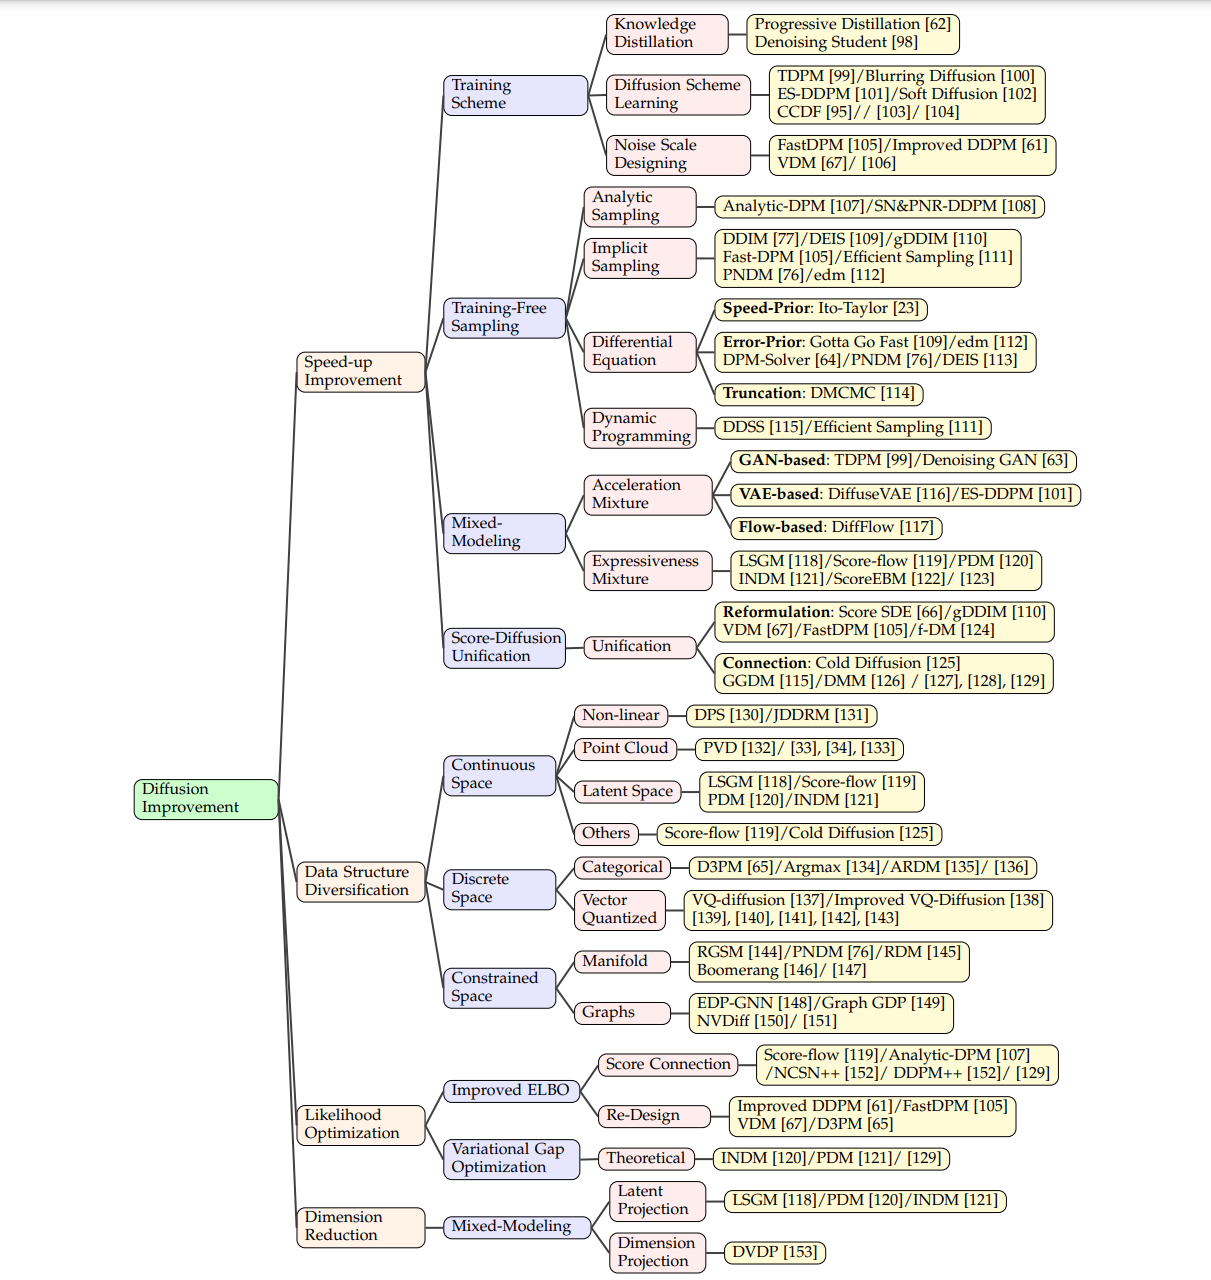 Knowledge
Distillation
Progressive Distillation [62]
Denoising Student [98]
Training
Scheme
Diffusion Scheme
Learning
TDPM [99]/Blurring Diffusion [100]
ES-DDPM [101]/Soft Diffusion [102]
CCDF [95]// [103]/ [104]
Noise Scale
Designing
FastDPM [105]/Improved DDPM [61]
VDM [67]/ [106]
Analytic
Sampling
Analytic-DPM [107]/SN&PNR-DDPM [108]
Implicit
Sampling
DDIM [77]/DEIS [109]/gDDIM [110]
Fast-DPM [105]/Efficient Sampling [111]
PNDM [76]/edm [112]
Training-Free
Sampling
Speed-Prior: Ito-Taylor [23]
Differential
Equation
Error-Prior: Gotta Go Fast [109]/edm [112]
DPM-Solver [64]/PNDM [76]/DEIS [113]
Speed-up
Improvement
Truncation: DMCMC [114]
Dynamic
Programming
DDSS [115]/Efficient Sampling [111]
GAN-based: TDPM [99]/Denoising GAN [63]
Acceleration
Mixture
VAE-based: DiffuseVAE [116]/ES-DDPM [101]
Flow-based: DiffFlow [117]
Mixed-
Modeling
Expressiveness
Mixture
LSGM [118]/Score-flow [119]/PDM [120]
INDM [121]/ScoreEBM [122]/ [123]
Reformulation: Score SDE [66]/gDDIM [110]
VDM [67]/FastDPM [105]/f-DM [124]
Score-Diffusion
Unification
Unification
Connection: Cold Diffusion [125]
GGDM [115]/DMM [126] / [127], [128], [129]
Non-linear
DPS [130]/JDDRM [131]
Point Cloud
PVD [132]/ [33], [34], [133]
Continuous
Space
Latent Space
LSGM [118]/Score-flow [119]
PDM [120]/INDM [121]
Diffusion
Improvement
Others
Score-flow [119]/Cold Diffusion [125]
Data Structure
Diversification
Categorical
D3PM [65]/Argmax [134]/ARDM [135]/ [136]
Discrete
Space
Vector
Quantized
VQ-diffusion [137]/Improved VQ-Diffusion [138]
[139], [140], [141], [142], [143]
Manifold
RGSM [144]/PNDM [76]/RDM [145]
Boomerang [146]/ [147]
Constrained
Space
Graphs
EDP-GNN [148]/Graph GDP [149]
NVDiff [150]/ [151]
Score Connection
Score-flow [119]/Analytic-DPM [107]
/NCSN++ [152]/ DDPM++ [152]/ [129]
Improved ELBO
Re-Design
Improved DDPM [61]/FastDPM [105]
VDM [67]/D3PM [65]
Likelihood
Optimization
Variational Gap
Optimization
Theoretical
INDM [120]/PDM [121]/ [129]
Latent
Projection
LSGM [118]/PDM [120]/INDM [121]
Dimension
Reduction
Mixed-Modeling
Dimension
Projection
DVDP [153]